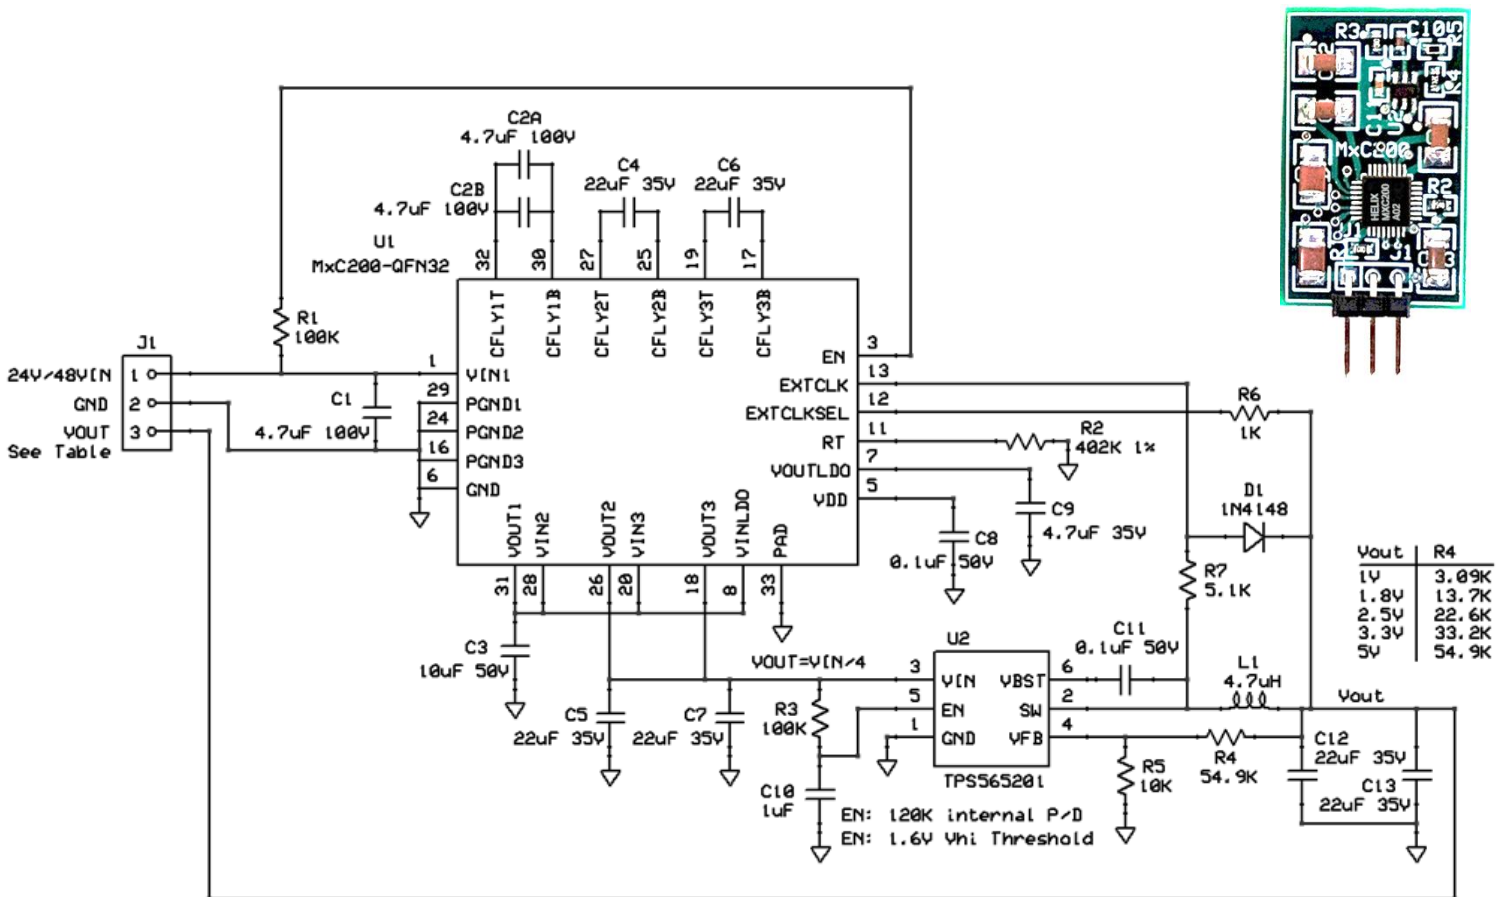 C2A
4.7uF 100V
C2B
4.7uF 100V
C4
22uF 35V
C6
22uF 35V
U1
MxC200-QFN32
32
30
27
25
19
17
CFLY1T
CFLY1B
CFLY2T
CFLY2B
CFLY3T
CFLY3B
R1
100K
J1
24V/48VIN
1
GND
2
VOUT
3
See Table
C1
4.7uF 100V
1
VIN1
29
PGND1
24
PGND2
16
PGND3
6
GND
EN
3
EXTCLK
13
EXTCLKSEL
12
RT
11
VOUTLDO
7
VDD
5
R6
1K
R2
402K 1%
C9
4.7uF 35V
C8
0.1uF 50V
D1
1N4148
R7
5.1K
VOUT1
VIN2
VOUT2
VIN3
VOUT3
VINLDO
PAD
31
28
26
20
18
8
33
C3
10uF 50V
C5
22uF 35V
C7
22uF 35V
VOUT=VIN/4
R3
100K
C10
1uF
U2
3
VIN
5
EN
1
GND
VBST
6
SW
2
VFB
4
TPS565201
C11
0.1uF 50V
L1
4.7uH
Vout
R4
54.9K
R5
10K
C12
22uF 35V
C13
22uF 35V
EN: 120K internal P/D
EN: 1.6V Vhi Threshold
Vout R4
1V 3.09K
1.8V 13.7K
2.5V 22.6K
3.3V 33.2K
5V 54.9K
R3
C10
R5
C1
U2
MxC200
R2
HELIX
MXC200
A02
J1